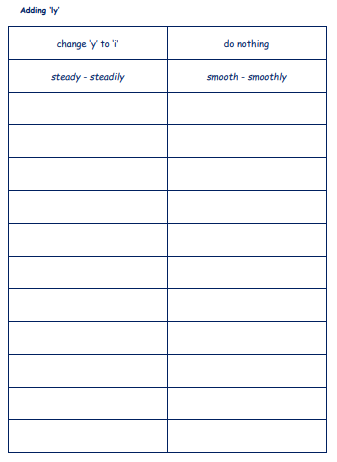 Adding 'ly'
change 'y' to 'i' do nothing
steady - steadily smooth - smoothly